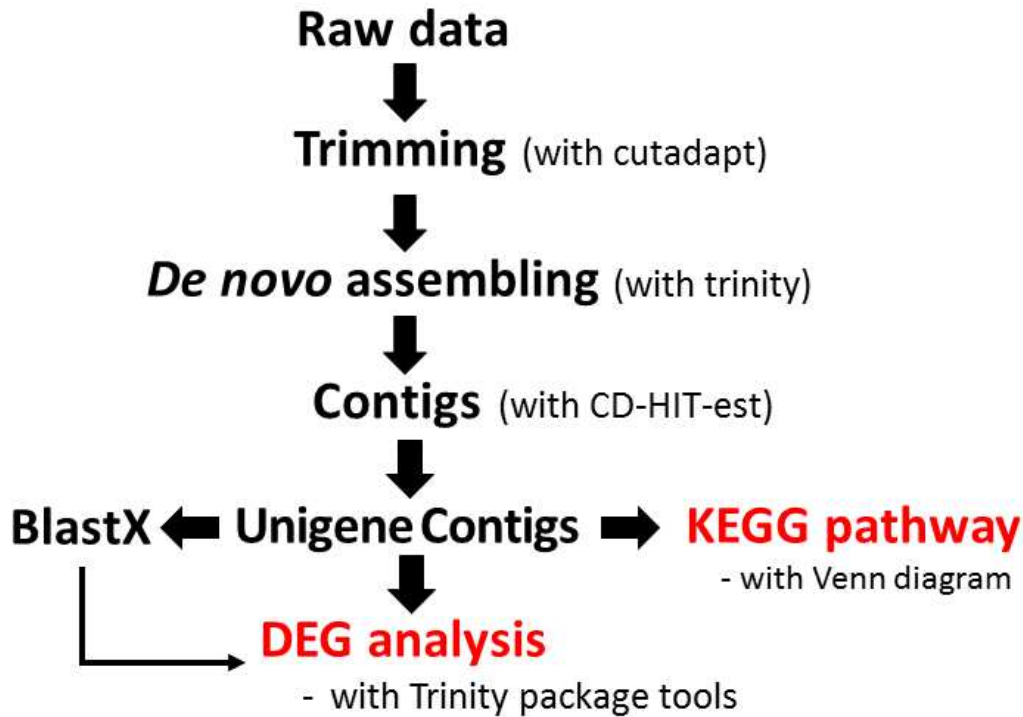 Raw data
Trimming (with cutadapt)
De novo assembling (with trinity)
Contigs (with CD-HIT-est)
BlastX Unigene Contigs KEGG pathway
- with Venn diagram
DEG analysis
- with Trinity package tools